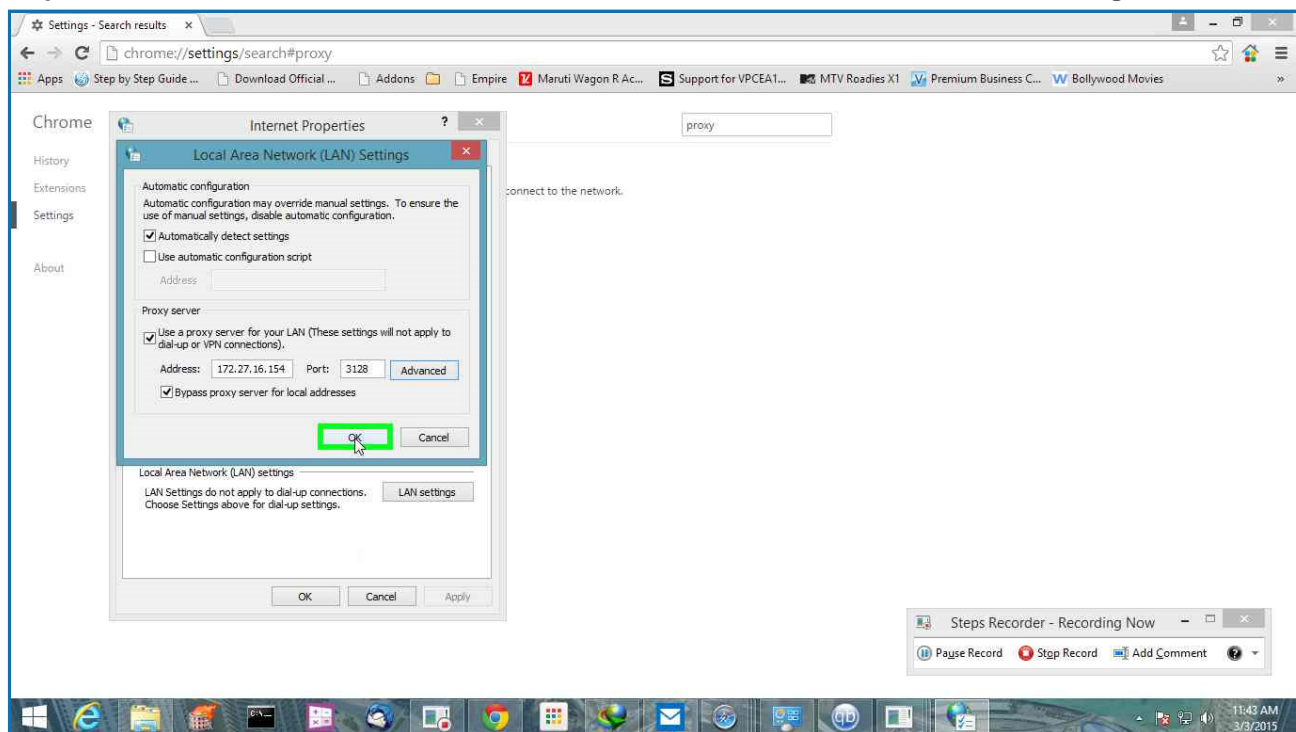 Settings - Search results
chrome://settings/search#proxy
Apps Step by Step Guide ... Download Official ... Addons Empire Maruti Wagon R Ac... Support for VPCEA1... MTV Roadies X1 Premium Business C... Bollywood Movies »
Chrome
proxy
History
Extensions
Settings
About
connect to the network.
Internet Properties ?
Local Area Network (LAN) Settings
Automatic configuration
Automatic configuration may override manual settings. To ensure the
use of manual settings, disable automatic configuration.
Automatically detect settings
Use automatic configuration script
Address
Proxy server
Use a proxy server for your LAN (These settings will not apply to
dial-up or VPN connections).
Address: 172.27.16.154 Port: 3128 Advanced
Bypass proxy server for local addresses
OK Cancel
Local Area Network (LAN) settings
LAN Settings do not apply to dial-up connections.
Choose Settings above for dial-up settings.
LAN settings
OK Cancel Apply
Steps Recorder - Recording Now
Pause Record Stop Record Add Comment
11:43 AM
3/3/2015